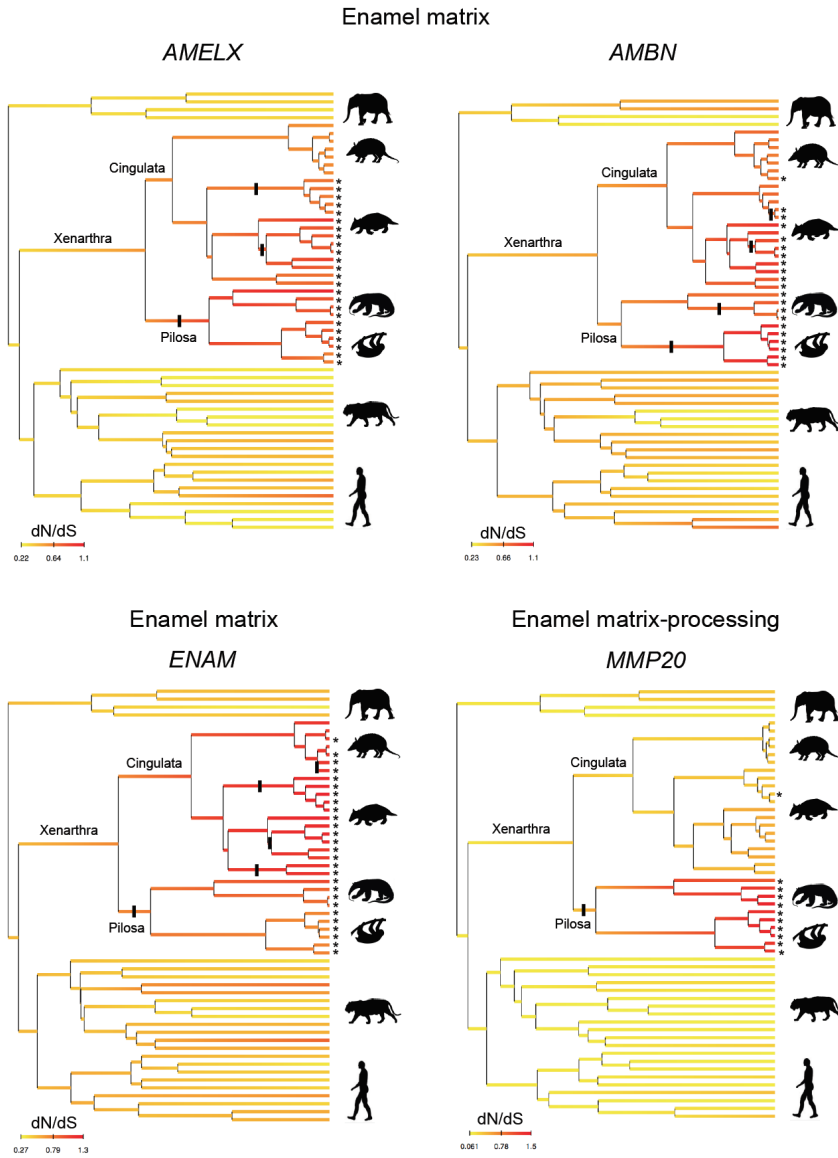 Enamel matrix
AMELX
AMBN
Cingulata
Xenarthra
Pilosa
dN/dS
0.22 0.64 1.1
Cingulata
Xenarthra
Pilosa
dN/dS
0.23 0.66 1.1
Enamel matrix
ENAM
Enamel matrix-processing
MMP20
Cingulata
Xenarthra
Pilosa
dN/dS
0.27 0.79 1.3
Cingulata
Xenarthra
Pilosa
dN/dS
0.061 0.78 1.5